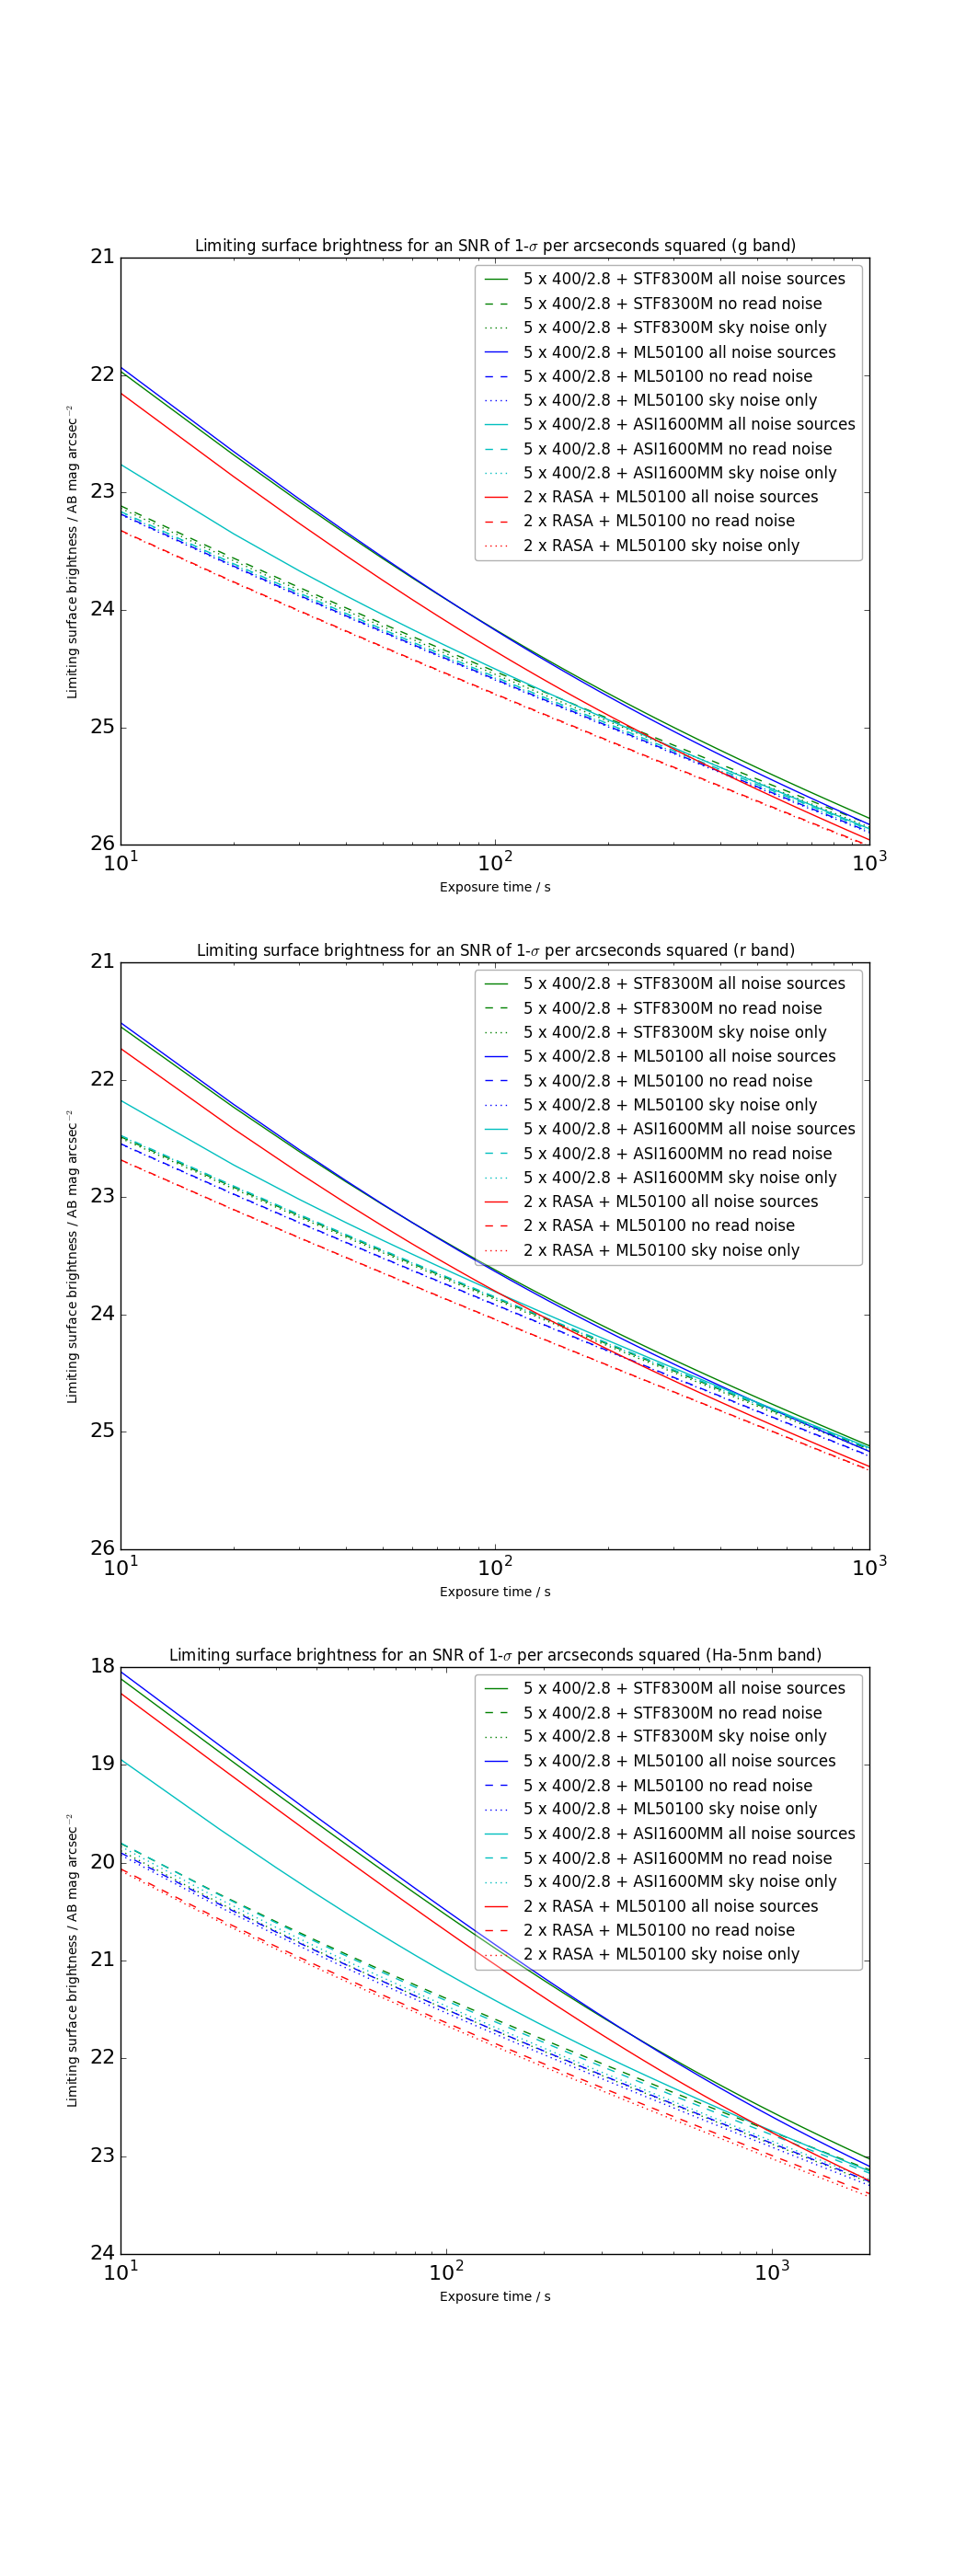 Limiting surface brightness for an SNR of 1-σ per arcseconds squared (g band)
21
22
23
24
25
26
Limiting surface brightness / AB mag arcsec⁻²
5 x 400/2.8 + STF8300M all noise sources
5 x 400/2.8 + STF8300M no read noise
5 x 400/2.8 + STF8300M sky noise only
5 x 400/2.8 + ML50100 all noise sources
5 x 400/2.8 + ML50100 no read noise
5 x 400/2.8 + ML50100 sky noise only
5 x 400/2.8 + ASI1600MM all noise sources
5 x 400/2.8 + ASI1600MM no read noise
5 x 400/2.8 + ASI1600MM sky noise only
2 x RASA + ML50100 all noise sources
2 x RASA + ML50100 no read noise
2 x RASA + ML50100 sky noise only
10¹ 10² 10³
Exposure time / s
Limiting surface brightness for an SNR of 1-σ per arcseconds squared (r band)
21
22
23
24
25
26
Limiting surface brightness / AB mag arcsec⁻²
5 x 400/2.8 + STF8300M all noise sources
5 x 400/2.8 + STF8300M no read noise
5 x 400/2.8 + STF8300M sky noise only
5 x 400/2.8 + ML50100 all noise sources
5 x 400/2.8 + ML50100 no read noise
5 x 400/2.8 + ML50100 sky noise only
5 x 400/2.8 + ASI1600MM all noise sources
5 x 400/2.8 + ASI1600MM no read noise
5 x 400/2.8 + ASI1600MM sky noise only
2 x RASA + ML50100 all noise sources
2 x RASA + ML50100 no read noise
2 x RASA + ML50100 sky noise only
10¹ 10² 10³
Exposure time / s
Limiting surface brightness for an SNR of 1-σ per arcseconds squared (Ha-5nm band)
18
19
20
21
22
23
24
Limiting surface brightness / AB mag arcsec⁻²
5 x 400/2.8 + STF8300M all noise sources
5 x 400/2.8 + STF8300M no read noise
5 x 400/2.8 + STF8300M sky noise only
5 x 400/2.8 + ML50100 all noise sources
5 x 400/2.8 + ML50100 no read noise
5 x 400/2.8 + ML50100 sky noise only
5 x 400/2.8 + ASI1600MM all noise sources
5 x 400/2.8 + ASI1600MM no read noise
5 x 400/2.8 + ASI1600MM sky noise only
2 x RASA + ML50100 all noise sources
2 x RASA + ML50100 no read noise
2 x RASA + ML50100 sky noise only
10¹ 10² 10³
Exposure time / s